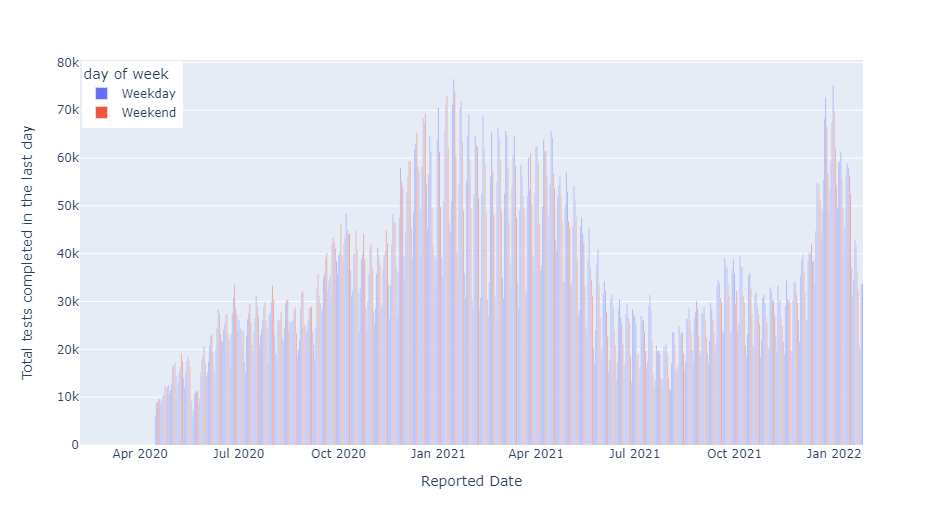 80k
70k
60k
50k
40k
30k
20k
10k
0
Total tests completed in the last day
day of week
Weekday
Weekend
Apr 2020
Jul 2020
Oct 2020
Jan 2021
Apr 2021
Jul 2021
Oct 2021
Jan 2022
Reported Date